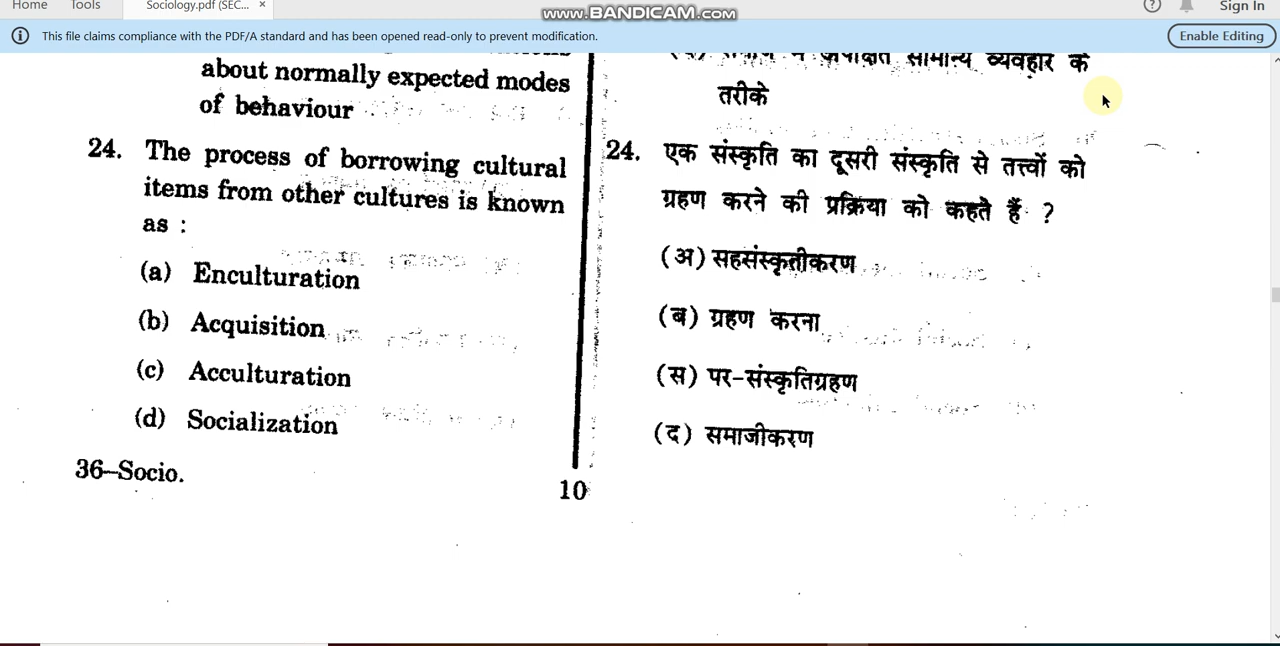 Home Tools Sociology.pdf (SEC... × Sign In
www.BANDICAM.com
This file claims compliance with the PDF/A standard and has been opened read-only to prevent modification. Enable Editing
about normally expected modes
of behaviour
24. The process of borrowing cultural
items from other cultures is known
as :
(a) Enculturation
(b) Acquisition
(c) Acculturation
(d) Socialization
36–Socio.
सामान्य व्यवहार के
तरीके
24. एक संस्कृति का दूसरी संस्कृति से तत्त्वों को
ग्रहण करने की प्रक्रिया को कहते हैं ?
(अ) सहसंस्कृतीकरण
(ब) ग्रहण करना
(स) पर-संस्कृतिग्रहण
(द) समाजीकरण
10